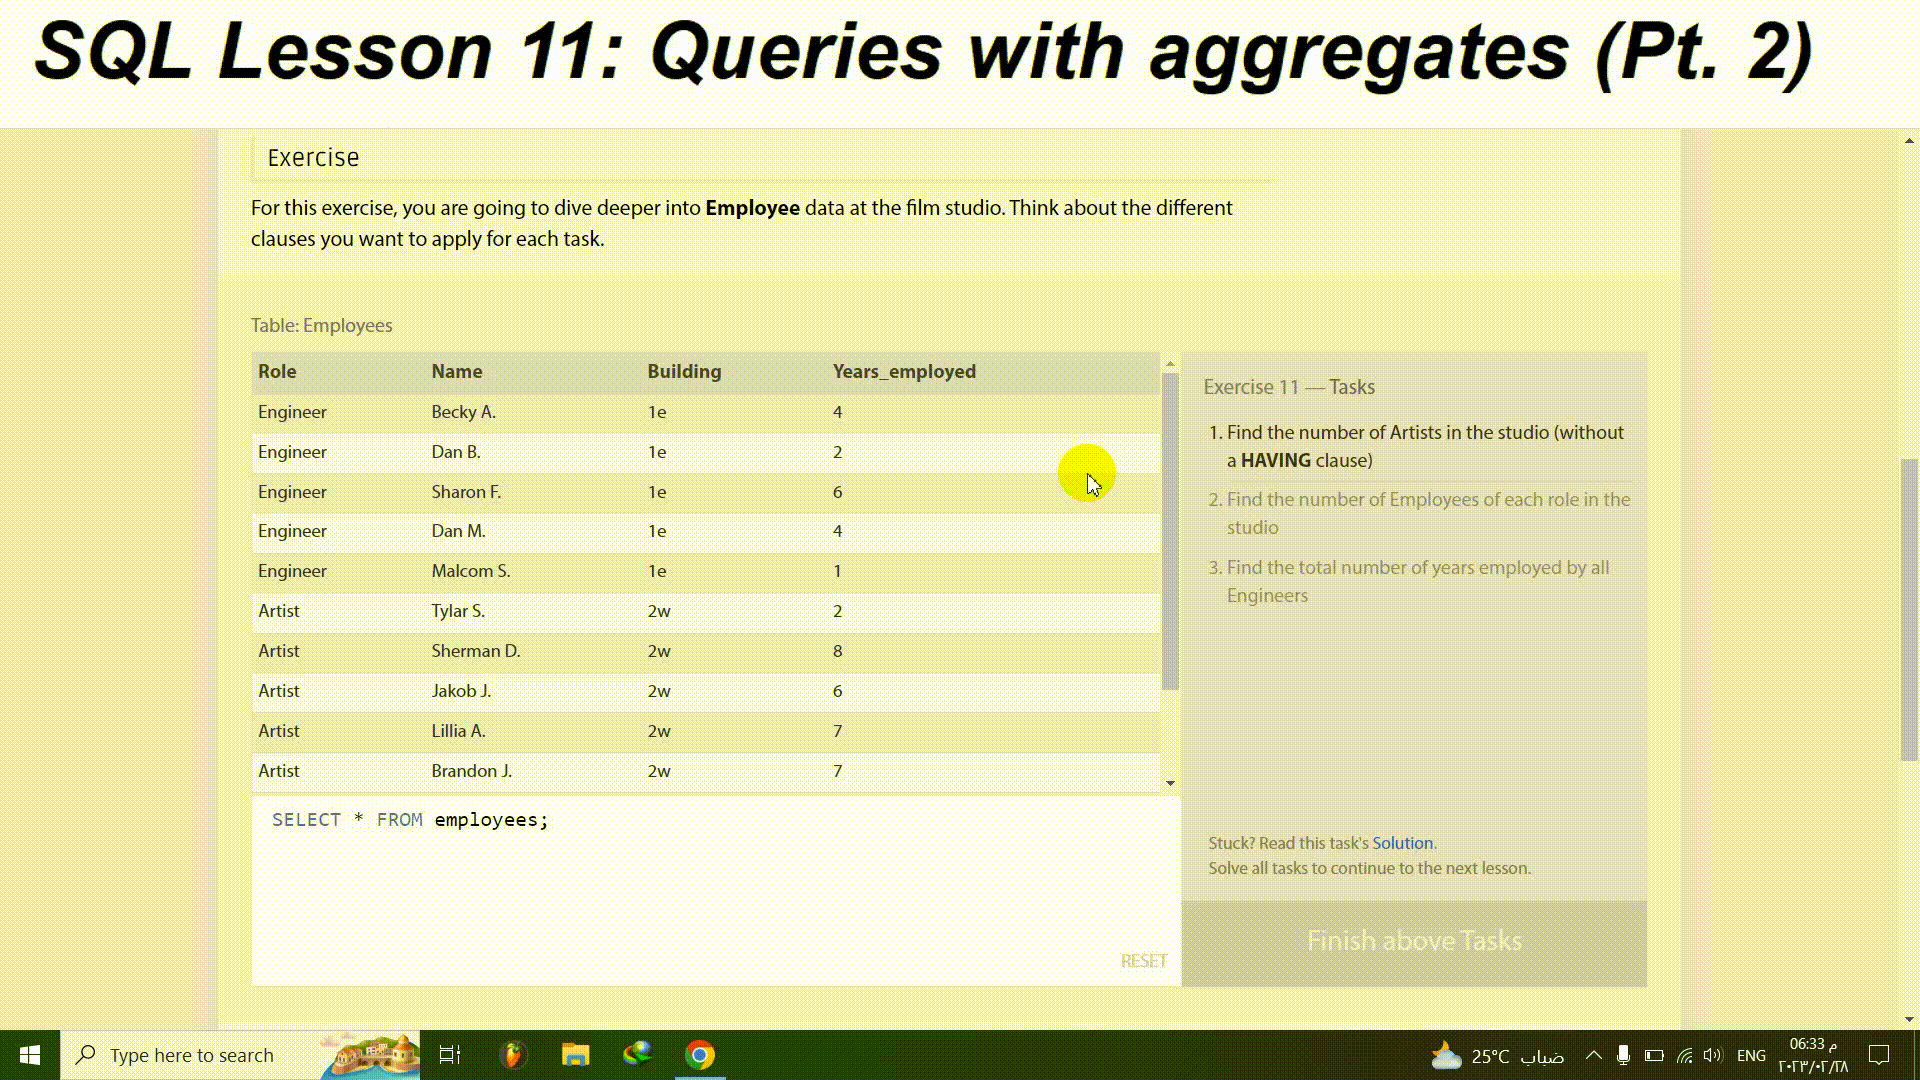 SQL Lesson 11: Queries with aggregates (Pt. 2)
Exercise
For this exercise, you are going to dive deeper into Employee data at the film studio. Think about the different
clauses you want to apply for each task.
Table: Employees
Role Name Building Years_employed
Engineer Becky A. 1e 4
Engineer Dan B. 1e 2
Engineer Sharon F. 1e 6
Engineer Dan M. 1e 4
Engineer Malcom S. 1e 1
Artist Tylar S. 2w 2
Artist Sherman D. 2w 8
Artist Jakob J. 2w 6
Artist Lillia A. 2w 7
Artist Brandon J. 2w 7
SELECT * FROM employees;
RESET
Exercise 11 — Tasks
1. Find the number of Artists in the studio (without
a HAVING clause)
2. Find the number of Employees of each role in the
studio
3. Find the total number of years employed by all
Engineers
Stuck? Read this task's Solution.
Solve all tasks to continue to the next lesson.
Finish above Tasks
Type here to search
25°C ضباب
ENG
06:33 م
٢٠٢٣/٠٢/٢٨